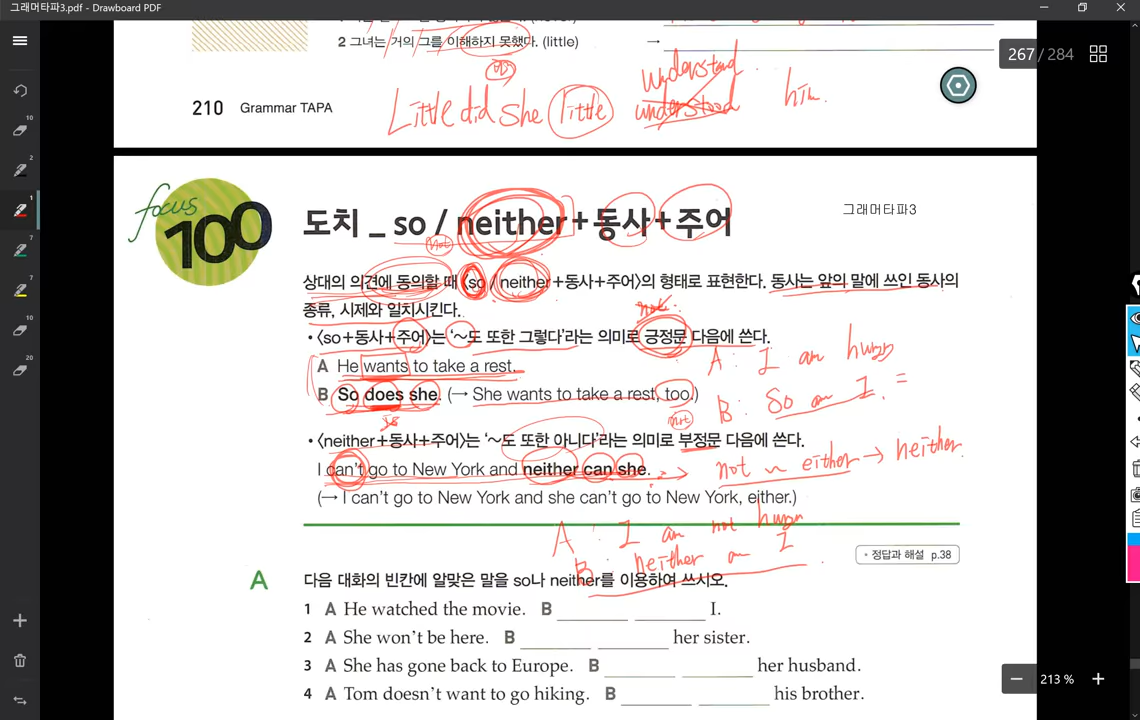 그래머타파3.pdf - Drawboard PDF
2 그녀는 거의 그를 이해하지 못했다. (little) →
267 / 284
understand
Little did she little understood him.
210 Grammar TAPA
focus 100
도치 _ so / neither + 동사 + 주어
그래머타파3
not
상대의 의견에 동의할 때 〈so / neither+동사+주어〉의 형태로 표현한다. 동사는 앞의 말에 쓰인 동사의
종류, 시제와 일치시킨다.
not
• 〈so+동사+주어〉는 ‘～도 또한 그렇다’라는 의미로 긍정문 다음에 쓴다.
A : I am hungry
A He wants to take a rest.
B So does she. (→ She wants to take a rest, too.)
B : So am I. =
is
not
• 〈neither+동사+주어〉는 ‘～도 또한 아니다’라는 의미로 부정문 다음에 쓴다.
I can’t go to New York and neither can she.
not ~ either → neither.
(→ I can’t go to New York and she can’t go to New York, either.)
A : I am not hungry
B : neither am I
• 정답과 해설 p.38
A 다음 대화의 빈칸에 알맞은 말을 so나 neither를 이용하여 쓰시오.
1 A He watched the movie. B I.
2 A She won’t be here. B her sister.
3 A She has gone back to Europe. B her husband.
4 A Tom doesn’t want to go hiking. B his brother.
213 %
10
2
1
7
7
10
20